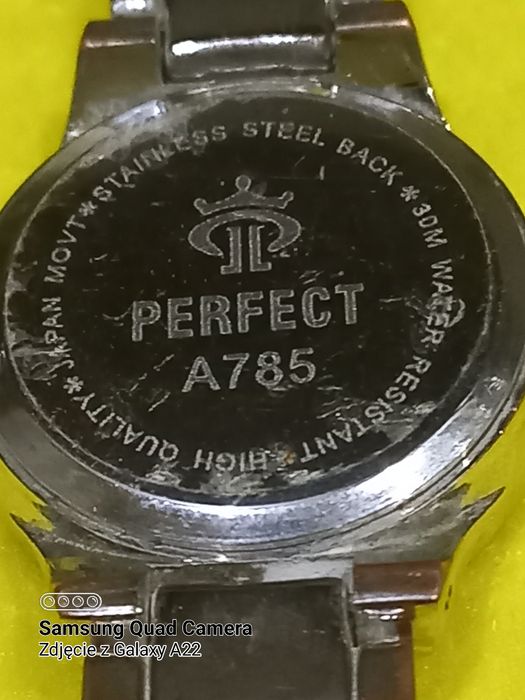 STAINLESS STEEL BACK * 30M WATER RESISTANT * HIGH QUALITY * JAPAN MOVT *
PERFECT
A785
Samsung Quad Camera
Zdjęcie z Galaxy A22